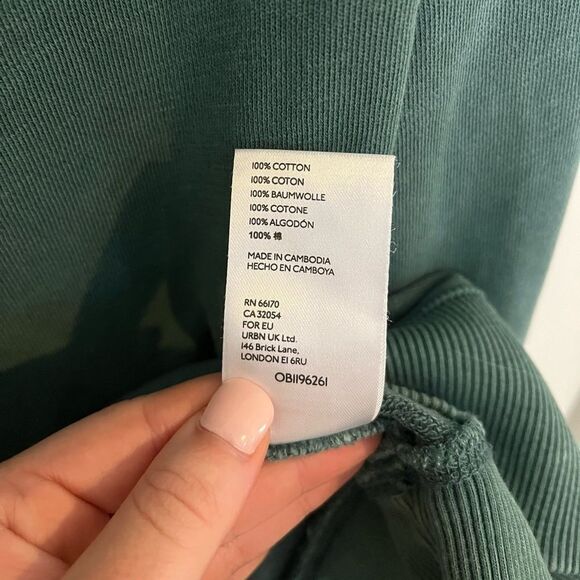 100% COTTON
100% COTON
100% BAUMWOLLE
100% COTONE
100% ALGODÓN
100% 棉
MADE IN CAMBODIA
HECHO EN CAMBOYA
RN 66170
CA 32054
FOR EU
URBN UK Ltd.
146 Brick Lane,
LONDON E1 6RU
OB1196261